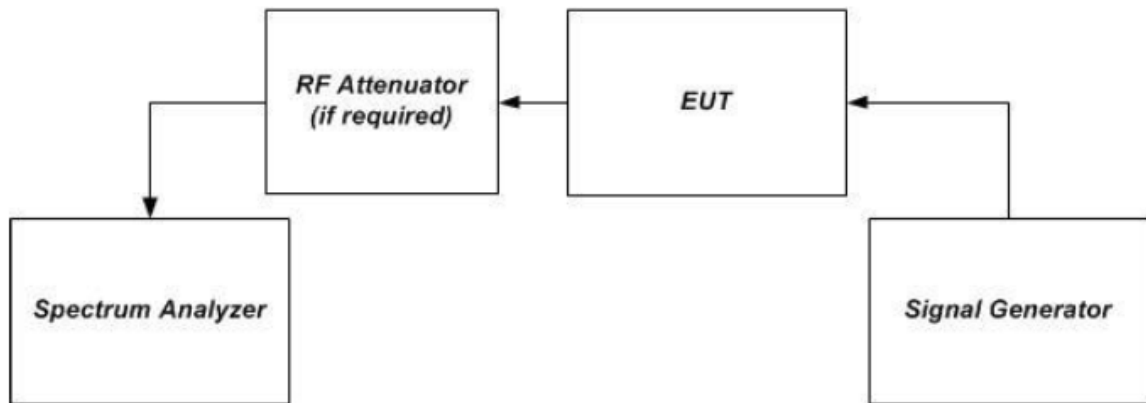 RF Attenuator
(if required)
EUT
Spectrum Analyzer
Signal Generator